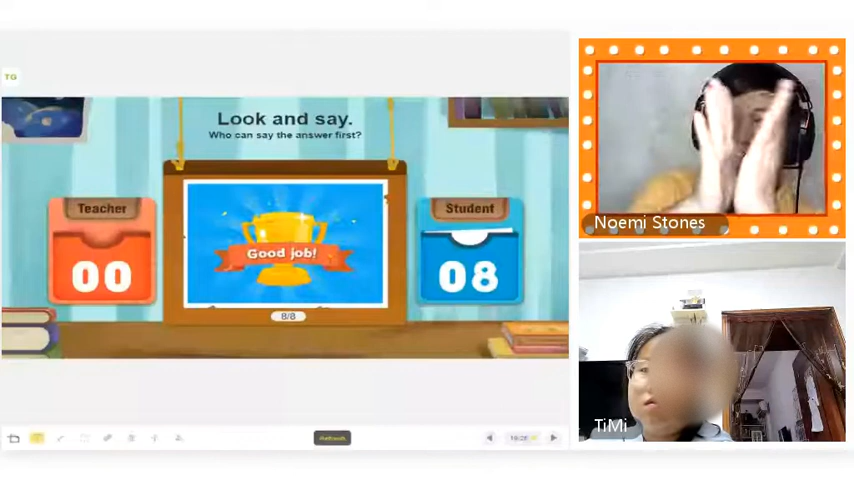 TG
Look and say.
Who can say the answer first?
Teacher
00
Good job!
8/8
Student
08
Noemi Stones
TiMi